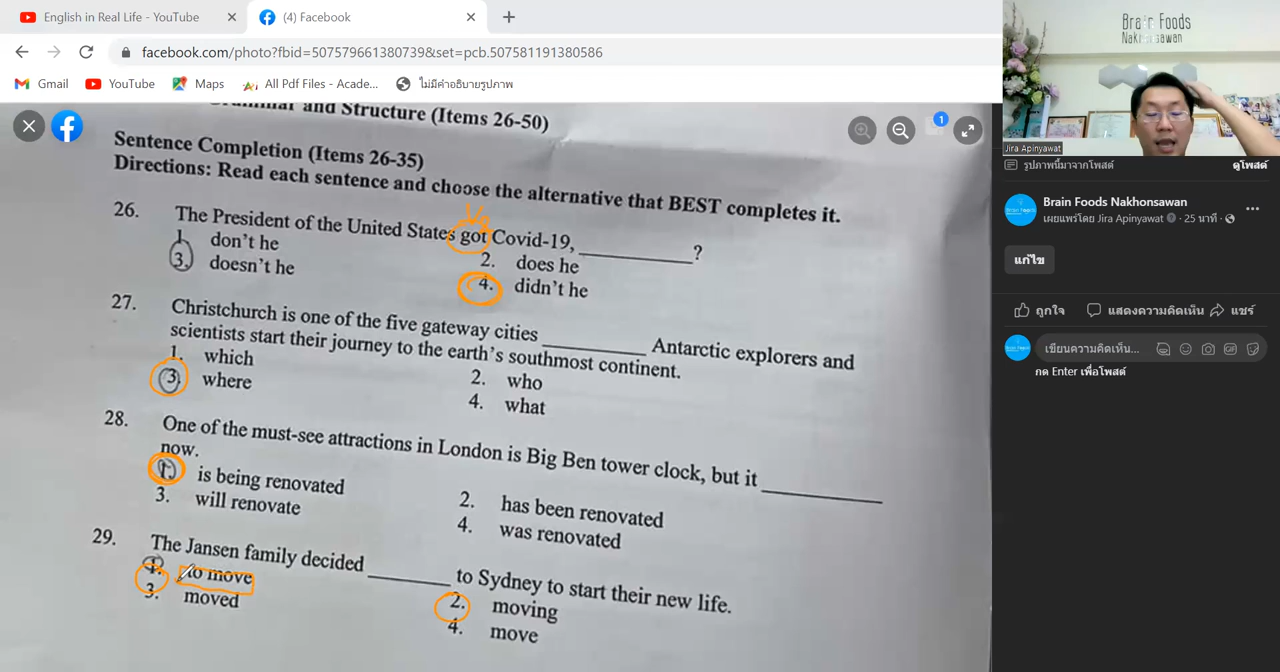 English in Real Life - YouTube
(4) Facebook
facebook.com/photo?fbid=507579661380739&set=pcb.507581191380586
Gmail
YouTube
Maps
All Pdf Files - Acade...
ไม่มีคำอธิบายรูปภาพ
Brain Foods
Nakhonsawan
Jira Apinyawat
and Structure (Items 26-50)
Sentence Completion (Items 26-35)
Directions: Read each sentence and choose the alternative that BEST completes it.
V2
26. The President of the United States got Covid-19, __________?
1. don't he
2. does he
3. doesn't he
4. didn't he
27. Christchurch is one of the five gateway cities __________ Antarctic explorers and
scientists start their journey to the earth's southmost continent.
1. which
2. who
3. where
4. what
28. One of the must-see attractions in London is Big Ben tower clock, but it __________
now.
1. is being renovated
2. has been renovated
3. will renovate
4. was renovated
29. The Jansen family decided ________ to Sydney to start their new life.
1. to move
2. moving
3. moved
4. move
1
รูปภาพนี้มาจากโพสต์
ดูโพสต์
Brain Foods Nakhonsawan
เผยแพร่โดย Jira Apinyawat · 25 นาที ·
แก้ไข
ถูกใจ
แสดงความคิดเห็น
แชร์
เขียนความคิดเห็น...
กด Enter เพื่อโพสต์